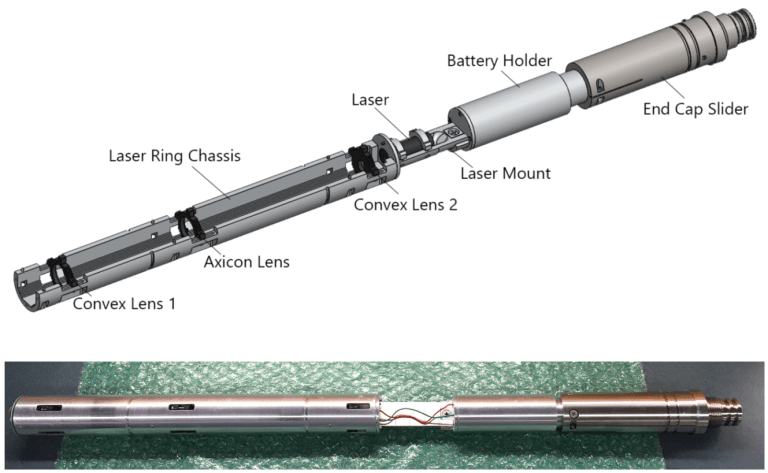 Battery Holder
Laser
End Cap Slider
Laser Ring Chassis
Laser Mount
Convex Lens 2
Axicon Lens
Convex Lens 1